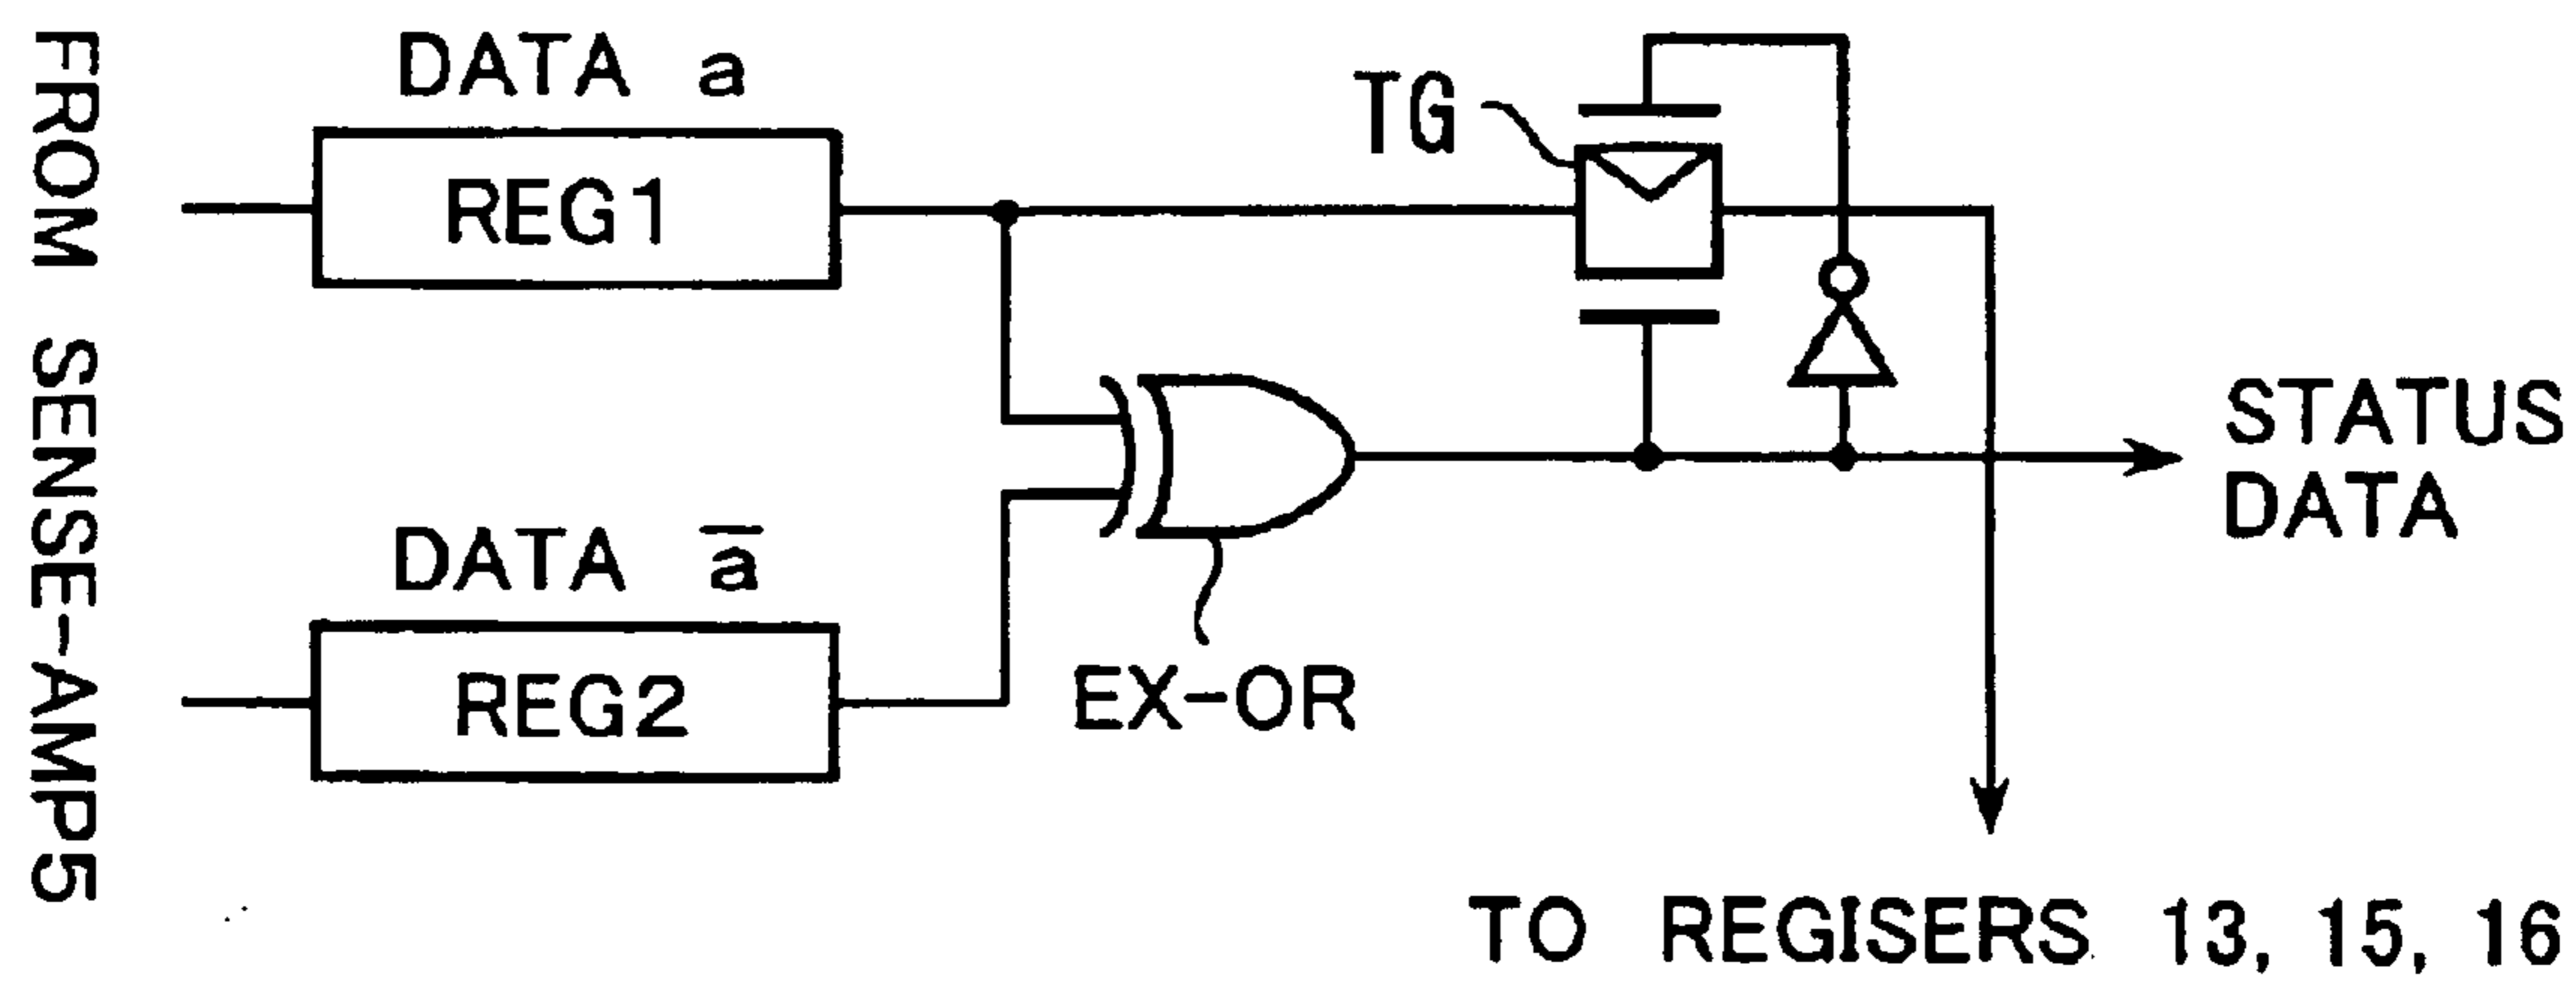 FROM SENSE-AMP5
DATA a
REG1
TG
DATA a̅
REG2
EX-OR
STATUS
DATA
TO REGISERS 13, 15, 16